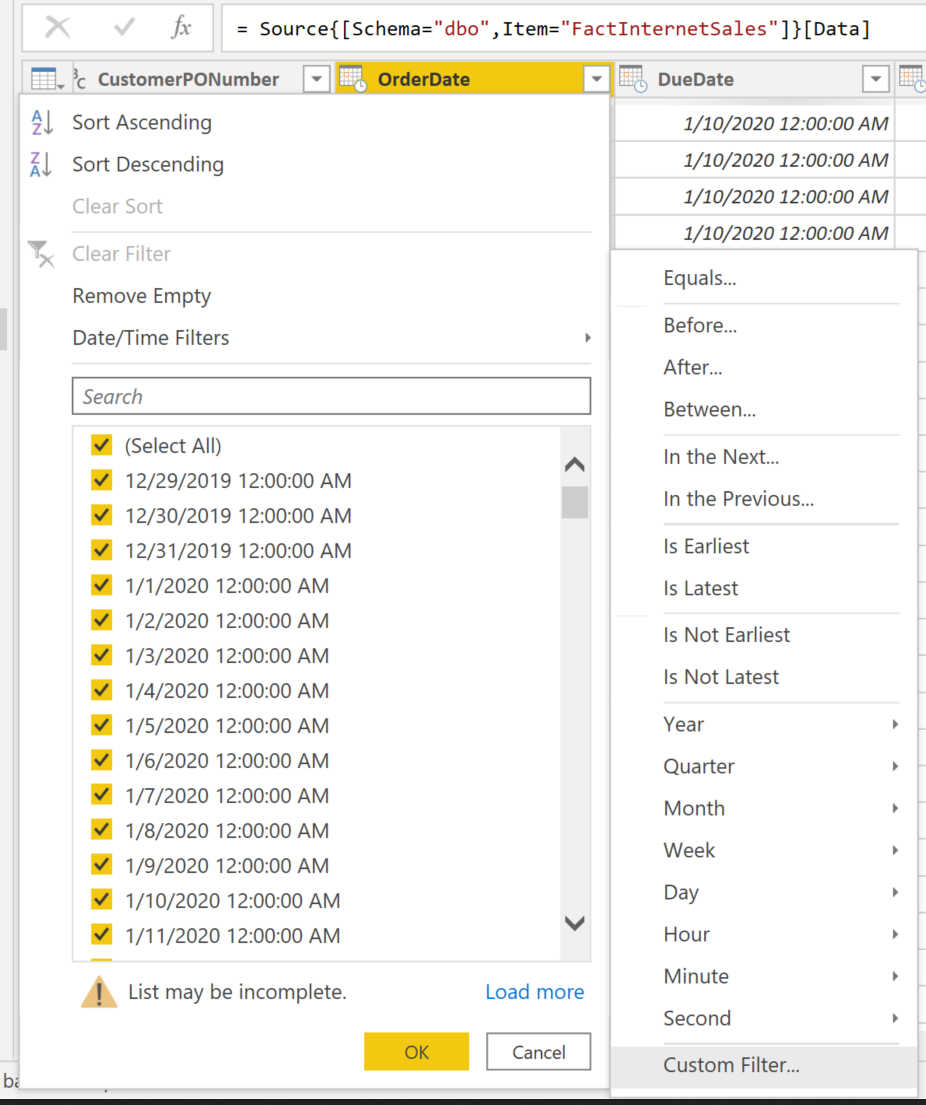 fx = Source{[Schema="dbo",Item="FactInternetSales"]}[Data]
CustomerPONumber OrderDate DueDate
Sort Ascending
Sort Descending
Clear Sort
Clear Filter
Remove Empty
Date/Time Filters
Search
(Select All)
12/29/2019 12:00:00 AM
12/30/2019 12:00:00 AM
12/31/2019 12:00:00 AM
1/1/2020 12:00:00 AM
1/2/2020 12:00:00 AM
1/3/2020 12:00:00 AM
1/4/2020 12:00:00 AM
1/5/2020 12:00:00 AM
1/6/2020 12:00:00 AM
1/7/2020 12:00:00 AM
1/8/2020 12:00:00 AM
1/9/2020 12:00:00 AM
1/10/2020 12:00:00 AM
1/11/2020 12:00:00 AM
List may be incomplete. Load more
OK Cancel
1/10/2020 12:00:00 AM
1/10/2020 12:00:00 AM
1/10/2020 12:00:00 AM
1/10/2020 12:00:00 AM
Equals...
Before...
After...
Between...
In the Next...
In the Previous...
Is Earliest
Is Latest
Is Not Earliest
Is Not Latest
Year
Quarter
Month
Week
Day
Hour
Minute
Second
Custom Filter...